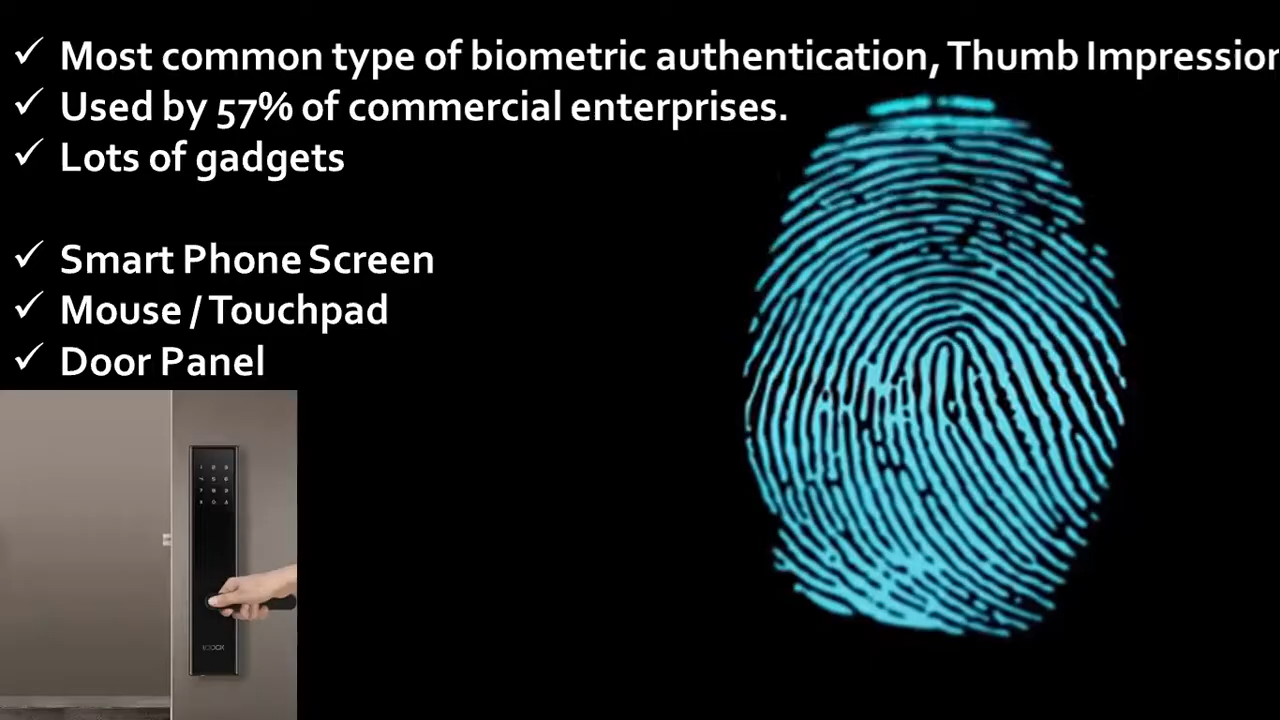 ✓ Most common type of biometric authentication, Thumb Impression
✓ Used by 57% of commercial enterprises.
✓ Lots of gadgets
✓ Smart Phone Screen
✓ Mouse / Touchpad
✓ Door Panel